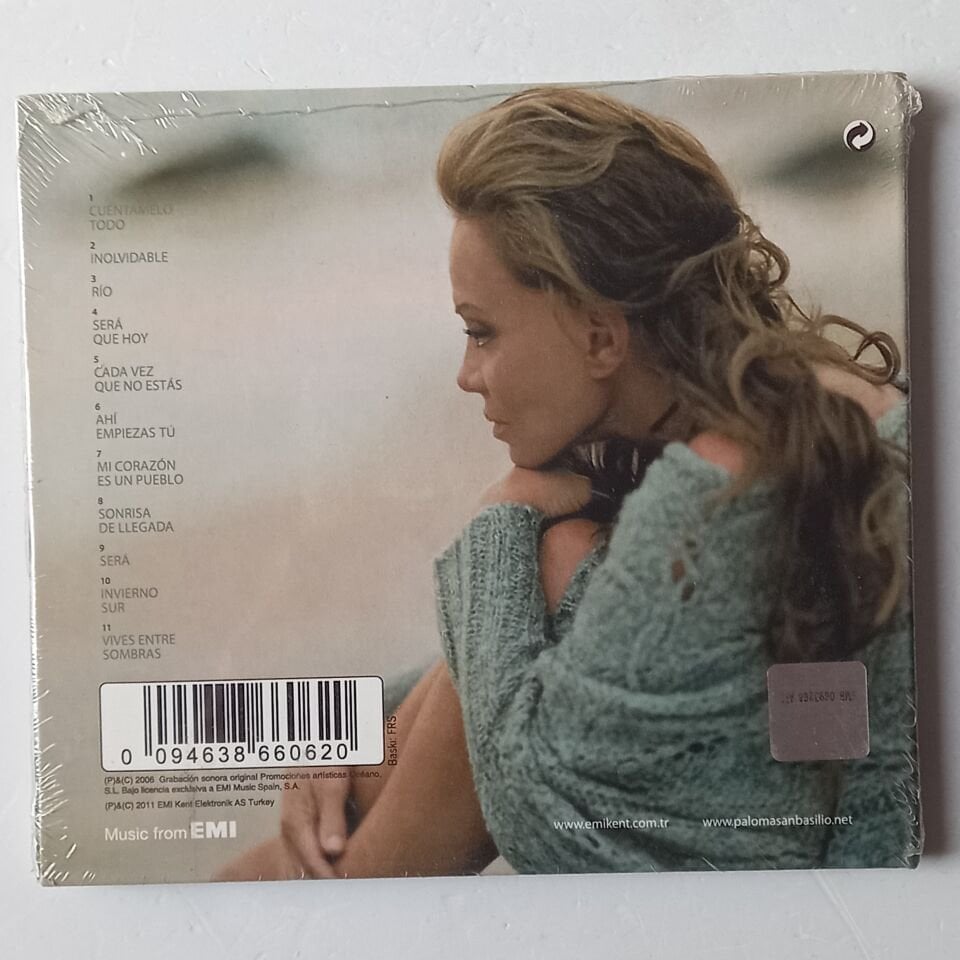 1
CUÉNTAMELO
TODO
2
INOLVIDABLE
3
RÍO
4
SERÁ
QUE HOY
5
CADA VEZ
QUE NO ESTÁS
6
AHÍ
EMPIEZAS TÚ
7
MI CORAZÓN
ES UN PUEBLO
8
SONRISA
DE LLEGADA
9
SERÁ
10
INVIERNO
SUR
11
VIVES ENTRE
SOMBRAS
0 094638 660620
Baskı: FRS
(P)&(C) 2006 Grabación sonora original Promociones artísticas Océano,
S.L. Bajo licencia exclusiva a EMI Music Spain, S.A.
(P)&(C) 2011 EMI Kent Elektronik AS Turkey
Music from EMI
www.emikent.com.tr
www.palomasanbasilio.net